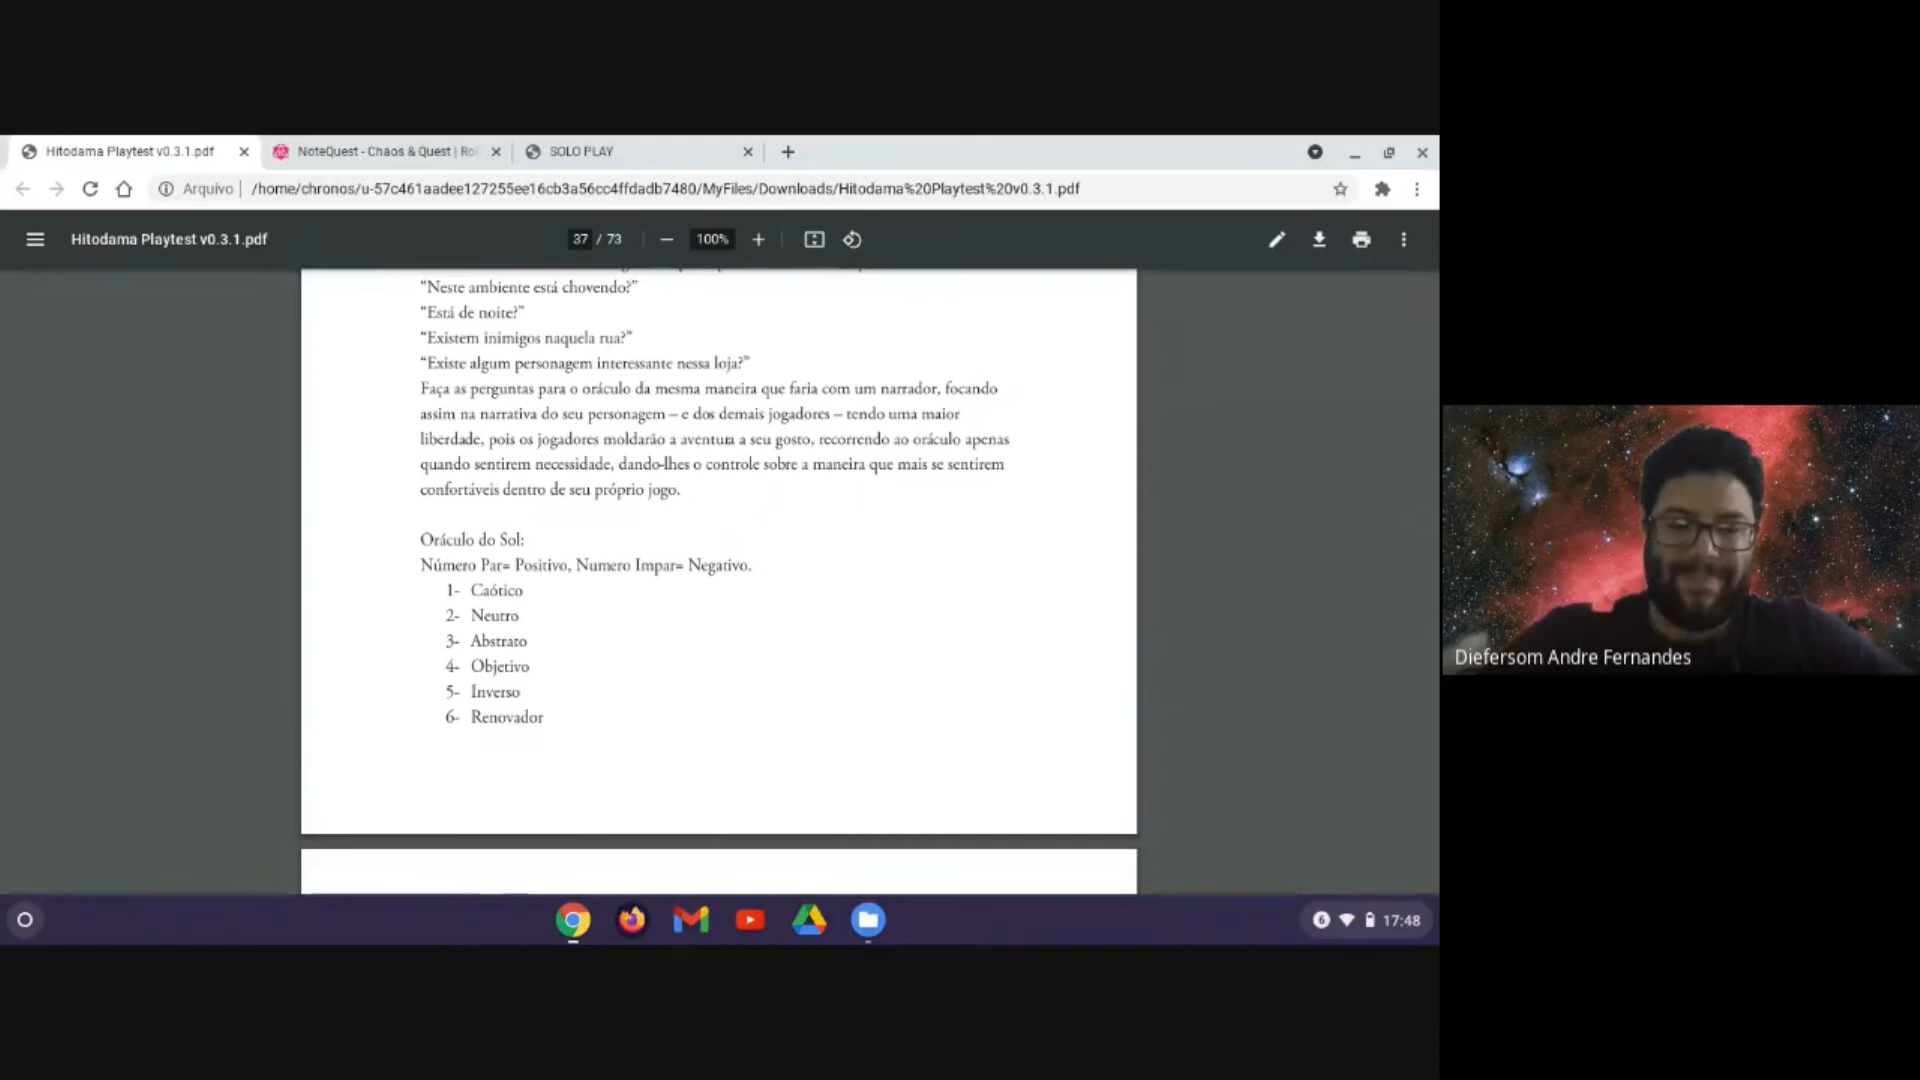 Hitodama Playtest v0.3.1.pdf
NoteQuest - Chaos & Quest | Ro
SOLO PLAY
Arquivo
/home/chronos/u-57c461aadee127255ee16cb3a56cc4ffdadb7480/MyFiles/Downloads/Hitodama%20Playtest%20v0.3.1.pdf
Hitodama Playtest v0.3.1.pdf
37 / 73
100%
“Neste ambiente está chovendo?”
“Está de noite?”
“Existem inimigos naquela rua?”
“Existe algum personagem interessante nessa loja?”
Faça as perguntas para o oráculo da mesma maneira que faria com um narrador, focando
assim na narrativa do seu personagem – e dos demais jogadores – tendo uma maior
liberdade, pois os jogadores moldarão a aventura a seu gosto, recorrendo ao oráculo apenas
quando sentirem necessidade, dando-lhes o controle sobre a maneira que mais se sentirem
confortáveis dentro de seu próprio jogo.
Oráculo do Sol:
Número Par= Positivo, Numero Impar= Negativo.
1- Caótico
2- Neutro
3- Abstrato
4- Objetivo
5- Inverso
6- Renovador
Diefersom Andre Fernandes
6
17:48